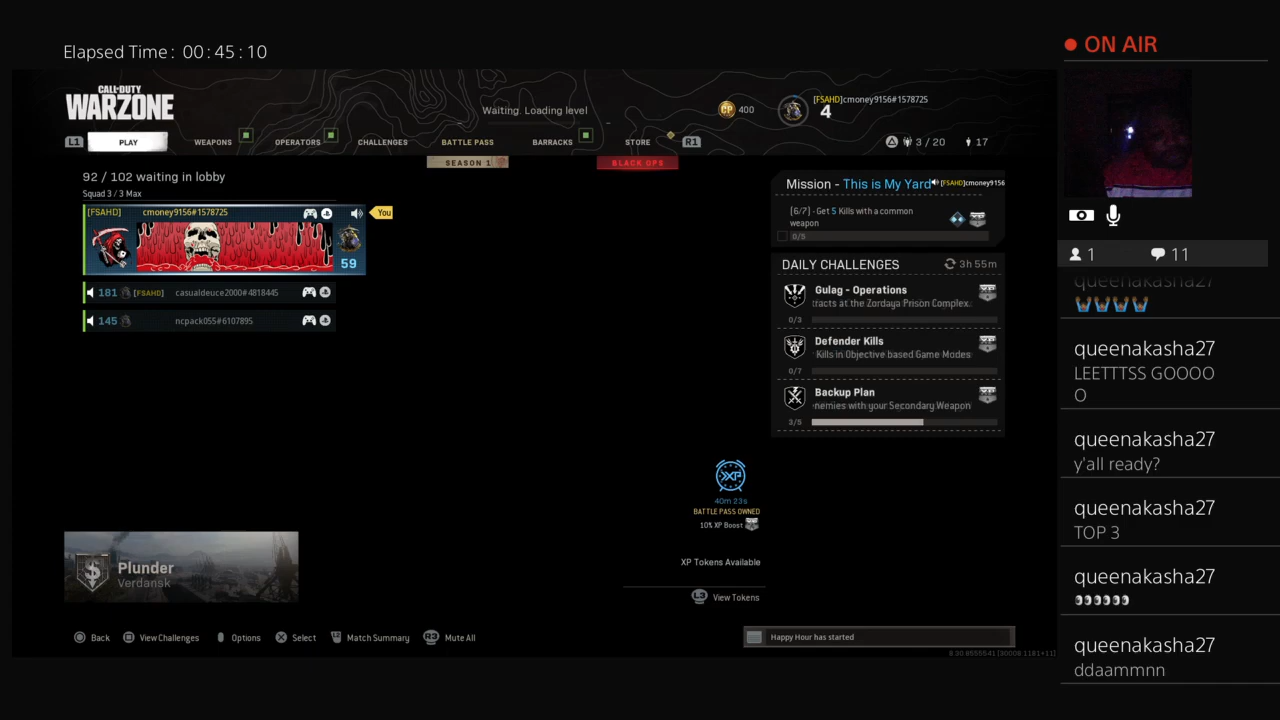 Elapsed Time: 00:45:10
ON AIR
CALL·DUTY
WARZONE
Waiting. Loading level
CP 400
[FSAHD]cmoney9156#1578725
4
L1 PLAY WEAPONS OPERATORS CHALLENGES BATTLE PASS BARRACKS STORE R1
3 / 20 17
SEASON 1
BLACK OPS
92 / 102 waiting in lobby
Squad 3 / 3 Max
[FSAHD] cmoney9156#1578725
You
59
181 [FSAHD] casualdeuce2000#4818445
145 ncpack055#6107895
Mission - This is My Yard
[FSAHD]cmoney9156
[6/7] - Get 5 Kills with a common
weapon
0/5
DAILY CHALLENGES 3h 55m
Gulag - Operations
tracts at the Zordaya Prison Complex.
0/3
Defender Kills
Kills in Objective based Game Modes
0/7
Backup Plan
nemies with your Secondary Weapon
3/5
XP
40m 23s
BATTLE PASS OWNED
10% XP Boost
XP Tokens Available
L3 View Tokens
Plunder
Verdansk
Back View Challenges Options Select Match Summary R3 Mute All
Happy Hour has started
1 11
queenakasha27
queenakasha27
LEETTTSS GOOOO
O
queenakasha27
y'all ready?
queenakasha27
TOP 3
queenakasha27
queenakasha27
ddaammnn